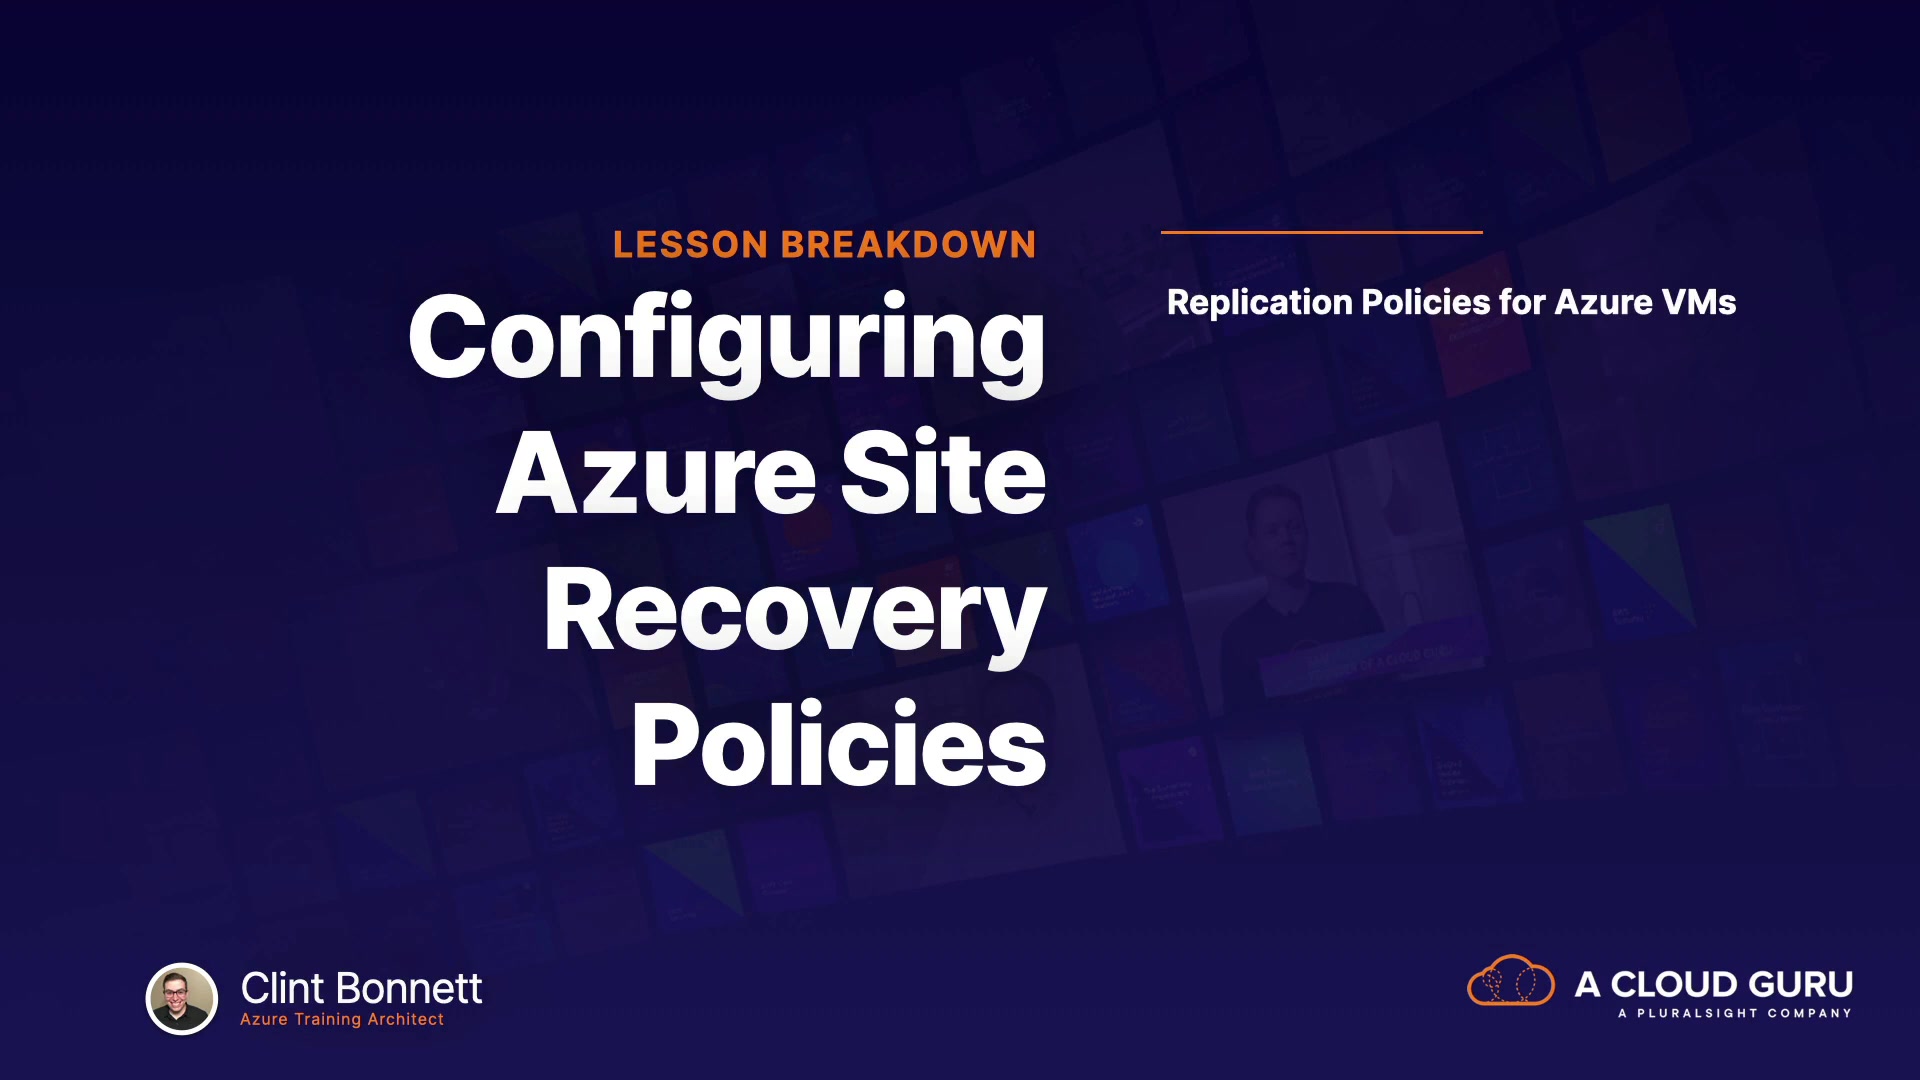 LESSON BREAKDOWN
Configuring
Azure Site
Recovery
Policies
Replication Policies for Azure VMs
Clint Bonnett
Azure Training Architect
A CLOUD GURU
A PLURALSIGHT COMPANY